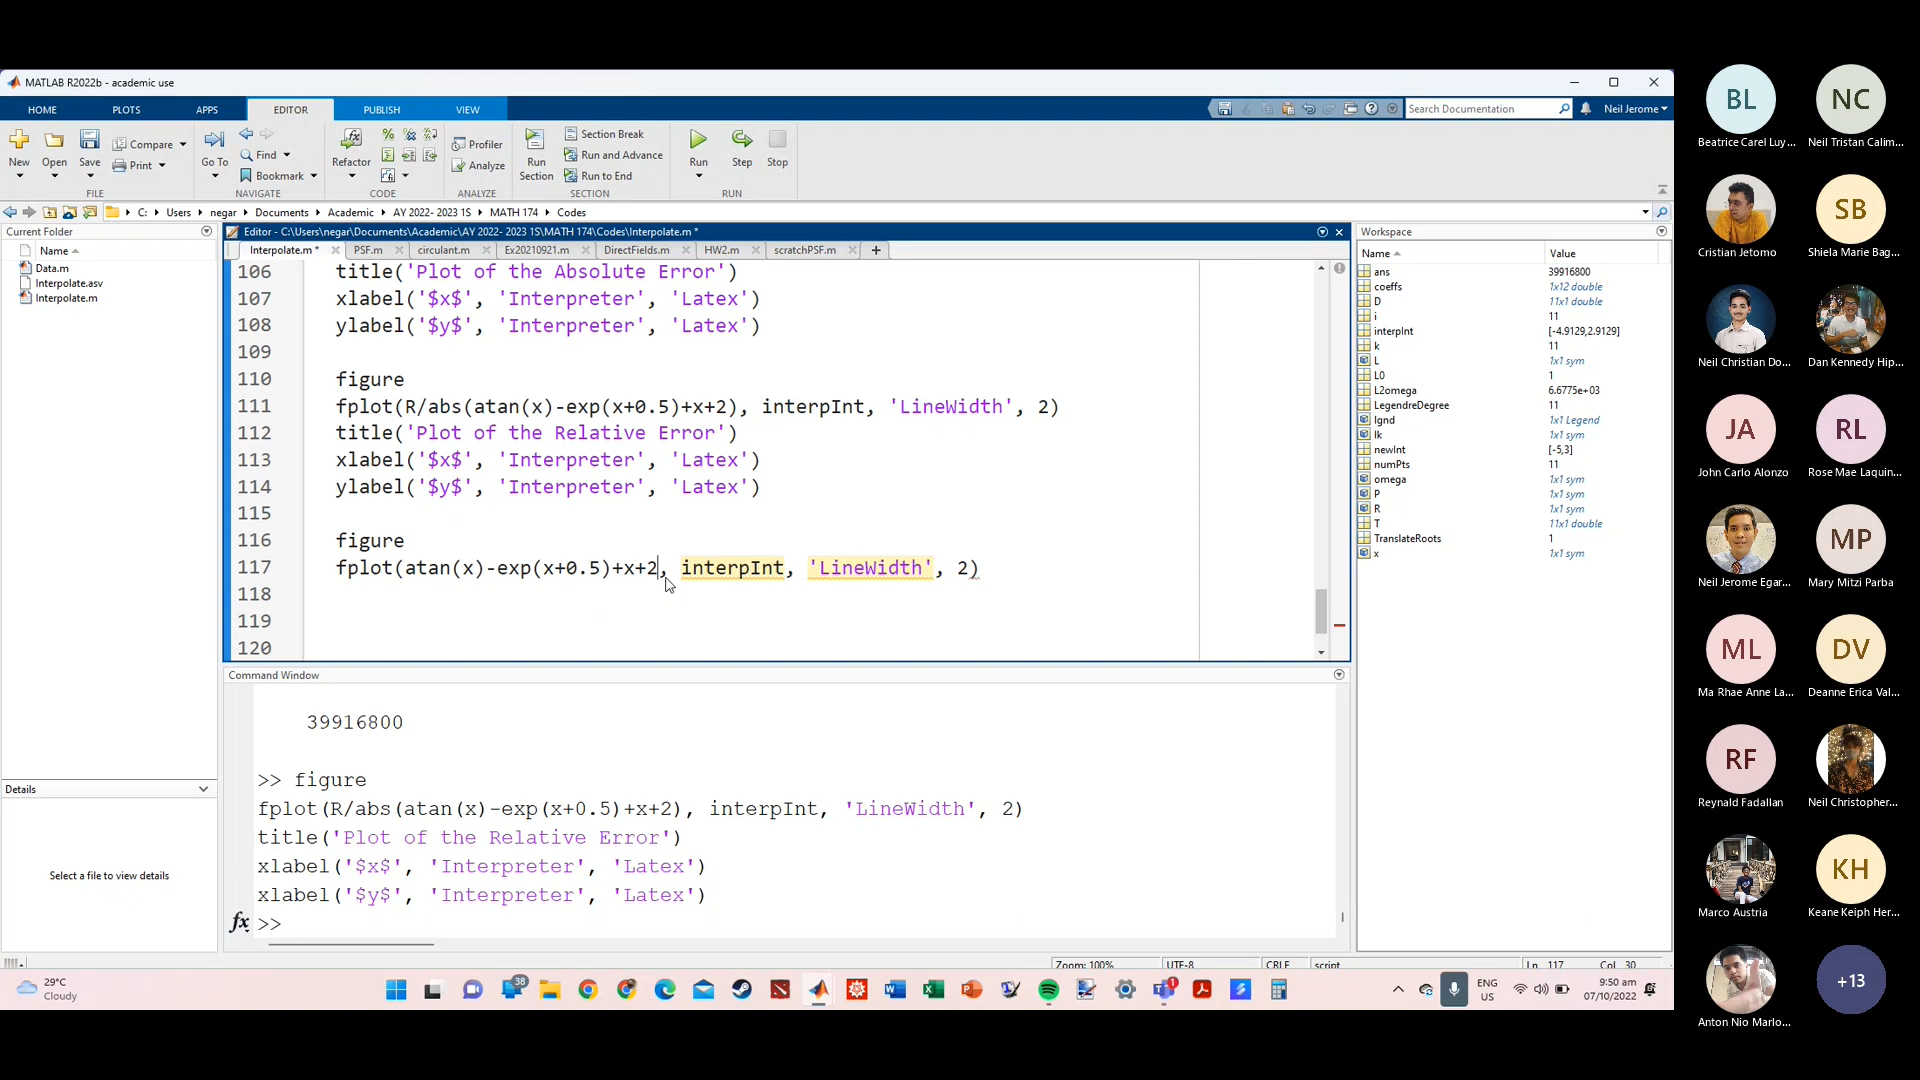 MATLAB R2022b - academic use
HOME PLOTS APPS EDITOR PUBLISH VIEW
Search Documentation
Neil Jerome
New Open Save Compare Print
FILE
Go To Find Bookmark
NAVIGATE
Refactor
CODE
Profiler Analyze
ANALYZE
Run Section
Section Break
Run and Advance
Run to End
SECTION
Run Step Stop
RUN
C: Users negar Documents Academic AY 2022- 2023 1S MATH 174 Codes
Current Folder
Name
Data.m
Interpolate.asv
Interpolate.m
Details
Select a file to view details
Editor - C:\Users\negar\Documents\Academic\AY 2022- 2023 1S\MATH 174\Codes\Interpolate.m *
Interpolate.m * PSF.m circulant.m Ex20210921.m DirectFields.m HW2.m scratchPSF.m
106 title('Plot of the Absolute Error')
107 xlabel('$x$', 'Interpreter', 'Latex')
108 ylabel('$y$', 'Interpreter', 'Latex')
109
110 figure
111 fplot(R/abs(atan(x)-exp(x+0.5)+x+2), interpInt, 'LineWidth', 2)
112 title('Plot of the Relative Error')
113 xlabel('$x$', 'Interpreter', 'Latex')
114 ylabel('$y$', 'Interpreter', 'Latex')
115
116 figure
117 fplot(atan(x)-exp(x+0.5)+x+2, interpInt, 'LineWidth', 2)
118
119
120
Command Window
39916800
>> figure
fplot(R/abs(atan(x)-exp(x+0.5)+x+2), interpInt, 'LineWidth', 2)
title('Plot of the Relative Error')
xlabel('$x$', 'Interpreter', 'Latex')
xlabel('$y$', 'Interpreter', 'Latex')
fx >>
Zoom: 100% UTF-8 CRLF script Ln 117 Col 30
Workspace
Name Value
ans 39916800
coeffs 1x12 double
D 11x1 double
i 11
interpInt [-4.9129,2.9129]
k 11
L 1x1 sym
L0 1
L2omega 6.6775e+03
LegendreDegree 11
lgnd 1x1 Legend
lk 1x1 sym
newInt [-5,3]
numPts 11
omega 1x1 sym
P 1x1 sym
R 1x1 sym
T 11x1 double
TranslateRoots 1
x 1x1 sym
29°C
Cloudy
38
1
ENG
US
9:50 am
07/10/2022
BL NC
Beatrice Carel Luy... Neil Tristan Calim...
SB
Cristian Jetomo Shiela Marie Bag...
Neil Christian Do... Dan Kennedy Hip...
JA RL
John Carlo Alonzo Rose Mae Laquin...
MP
Neil Jerome Egar... Mary Mitzi Parba
ML DV
Ma Rhae Anne La... Deanne Erica Val...
RF
Reynald Fadallan Neil Christopher...
KH
Marco Austria Keane Keiph Her...
+13
Anton Nio Marlo...